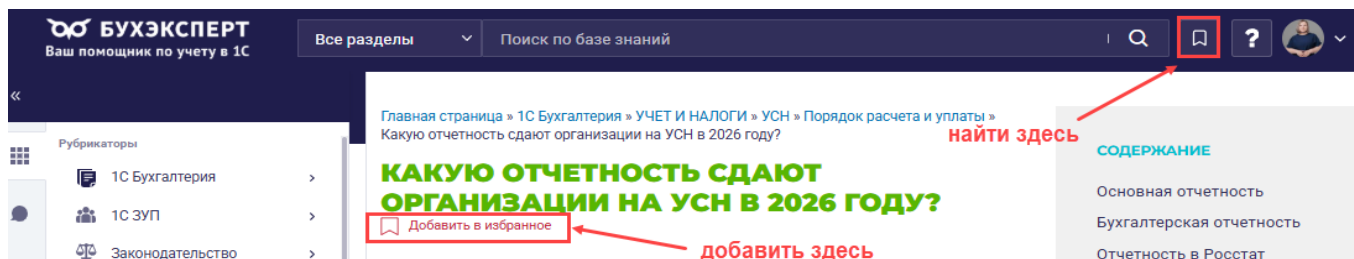 БУХЭКСПЕРТ
Ваш помощник по учету в 1С
Все разделы
Поиск по базе знаний
?
«
Главная страница » 1С Бухгалтерия » УЧЕТ И НАЛОГИ » УСН » Порядок расчета и уплаты »
Какую отчетность сдают организации на УСН в 2026 году?
найти здесь
Рубрикаторы
1С Бухгалтерия
1С ЗУП
Законодательство
КАКУЮ ОТЧЕТНОСТЬ СДАЮТ
ОРГАНИЗАЦИИ НА УСН В 2026 ГОДУ?
Добавить в избранное
добавить здесь
СОДЕРЖАНИЕ
Основная отчетность
Бухгалтерская отчетность
Отчетность в Росстат